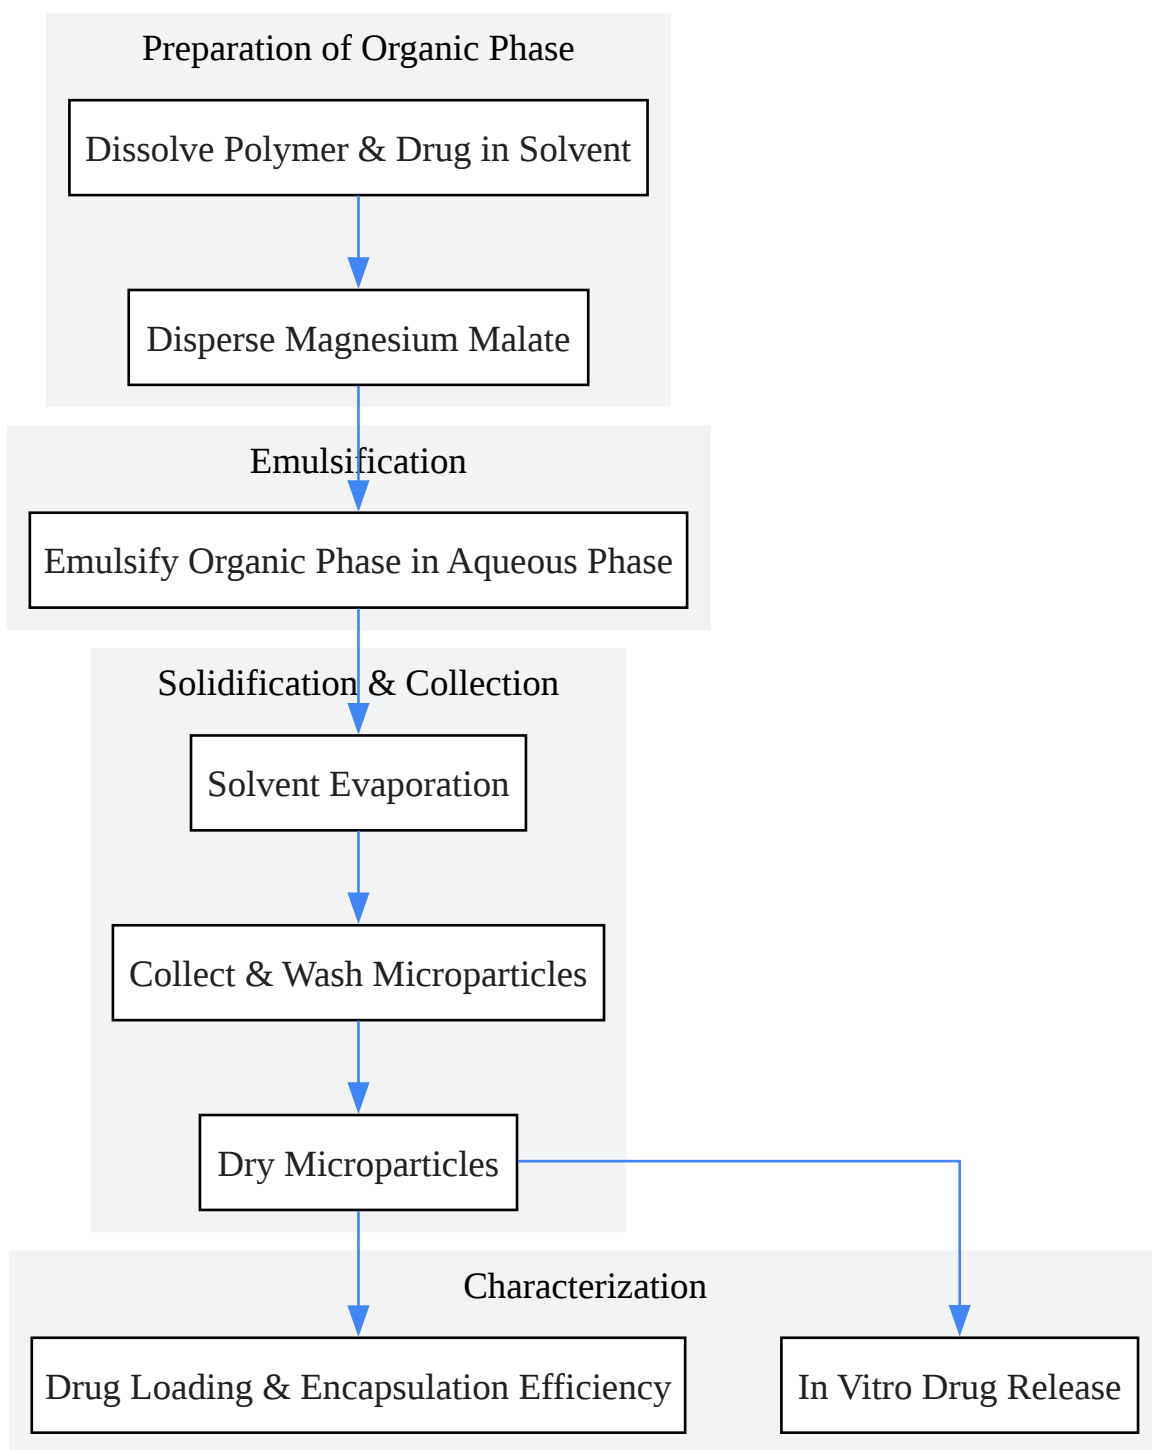 Preparation of Organic Phase
Dissolve Polymer & Drug in Solvent
Disperse Magnesium Malate
Emulsification
Emulsify Organic Phase in Aqueous Phase
Solidification & Collection
Solvent Evaporation
Collect & Wash Microparticles
Dry Microparticles
Characterization
Drug Loading & Encapsulation Efficiency
In Vitro Drug Release